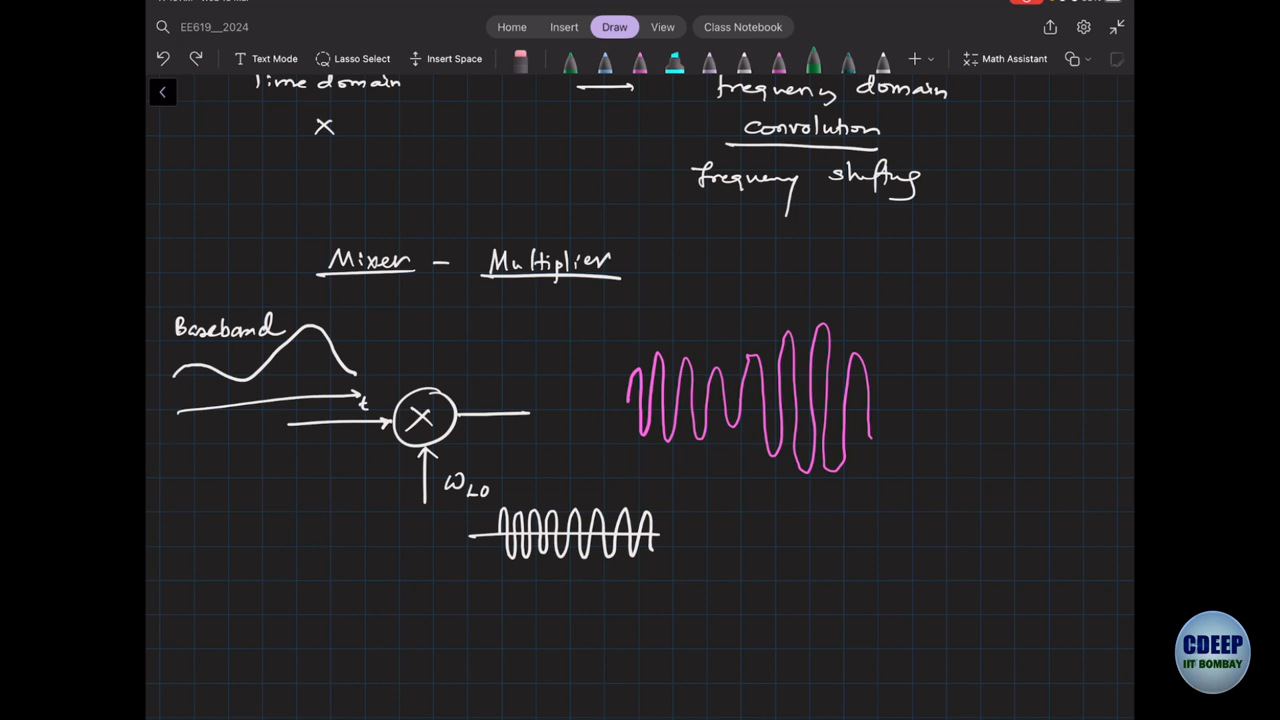 EE619__2024
Home Insert Draw View Class Notebook
Text Mode Lasso Select Insert Space Math Assistant
Time domain → frequency domain
× convolution
frequency shifting
Mixer - Multiplier
Baseband
t
×
ωLO
CDEEP
IIT BOMBAY